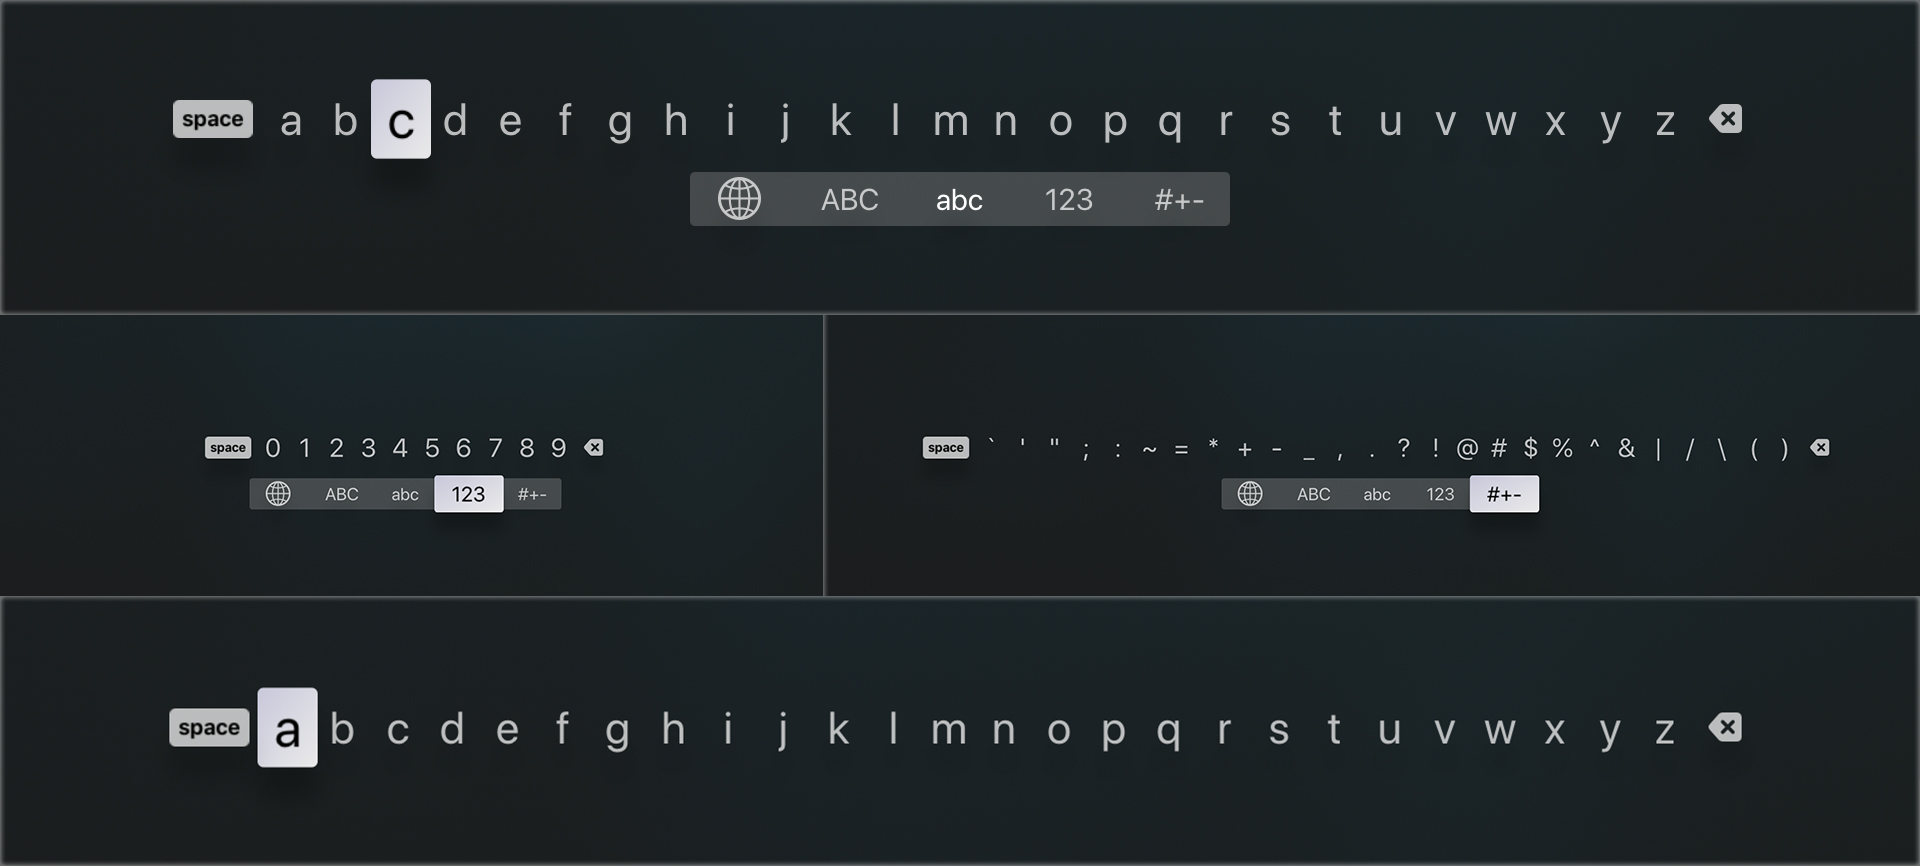 space a b c d e f g h i j k l m n o p q r s t u v w x y z
ABC abc 123 #+-
space 0 1 2 3 4 5 6 7 8 9
ABC abc 123 #+-
space ` ' " ; : ~ = * + - _ , . ? ! @ # $ % ^ & | / \ ( )
ABC abc 123 #+-
space a b c d e f g h i j k l m n o p q r s t u v w x y z